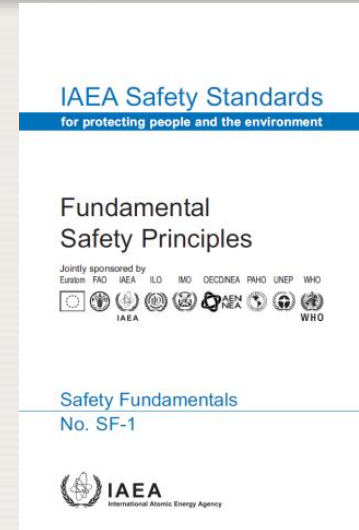 IAEA Safety Standards
for protecting people and the environment
Fundamental
Safety Principles
Jointly sponsored by
Euratom FAO IAEA ILO IMO OECD/NEA PAHO UNEP WHO
IAEA AEN NEA WHO
Safety Fundamentals
No. SF-1
IAEA
International Atomic Energy Agency